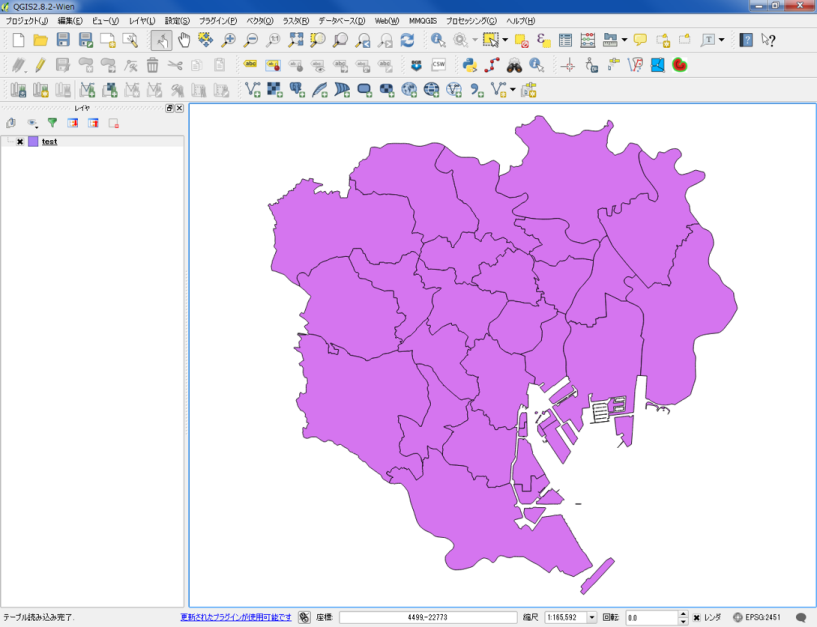 QGIS2.8.2-Wien
プロジェクト(J) 編集(E) ビュー(V) レイヤ(L) 設定(S) プラグイン(P) ベクタ(O) ラスタ(R) データベース(D) Web(W) MMQGIS プロセッシング(C) ヘルプ(H)
レイヤ
test
テーブル読み込み完了.
更新されたプラグインが使用可能です
座標:
4499,-22773
縮尺
1:165,592
回転:
0.0
レンダ
EPSG:2451